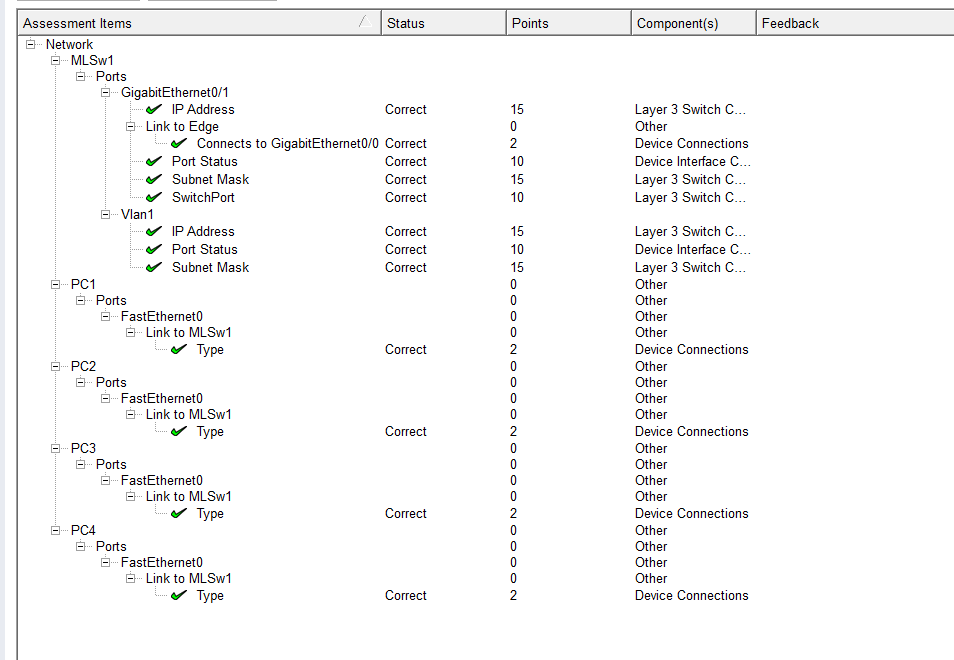 Assessment Items Status Points Component(s) Feedback
Network
MLSw1
Ports
GigabitEthernet0/1
IP Address Correct 15 Layer 3 Switch C...
Link to Edge 0 Other
Connects to GigabitEthernet0/0 Correct 2 Device Connections
Port Status Correct 10 Device Interface C...
Subnet Mask Correct 15 Layer 3 Switch C...
SwitchPort Correct 10 Layer 3 Switch C...
Vlan1
IP Address Correct 15 Layer 3 Switch C...
Port Status Correct 10 Device Interface C...
Subnet Mask Correct 15 Layer 3 Switch C...
PC1 0 Other
Ports 0 Other
FastEthernet0 0 Other
Link to MLSw1 0 Other
Type Correct 2 Device Connections
PC2 0 Other
Ports 0 Other
FastEthernet0 0 Other
Link to MLSw1 0 Other
Type Correct 2 Device Connections
PC3 0 Other
Ports 0 Other
FastEthernet0 0 Other
Link to MLSw1 0 Other
Type Correct 2 Device Connections
PC4 0 Other
Ports 0 Other
FastEthernet0 0 Other
Link to MLSw1 0 Other
Type Correct 2 Device Connections